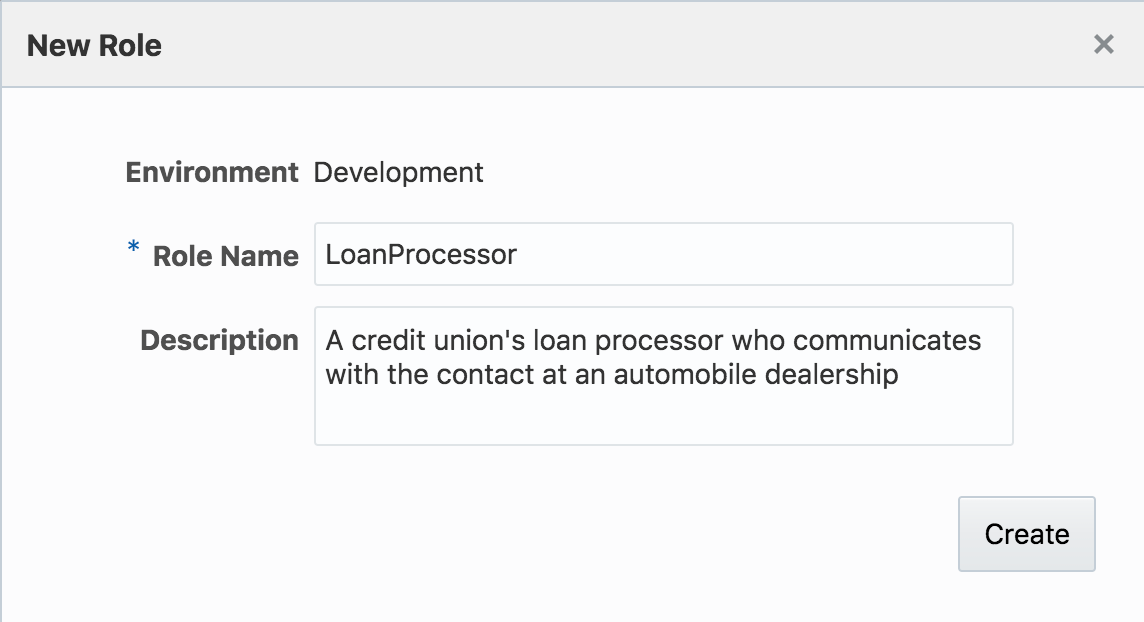 New Role
Environment Development
* Role Name LoanProcessor
Description A credit union's loan processor who communicates
with the contact at an automobile dealership
Create